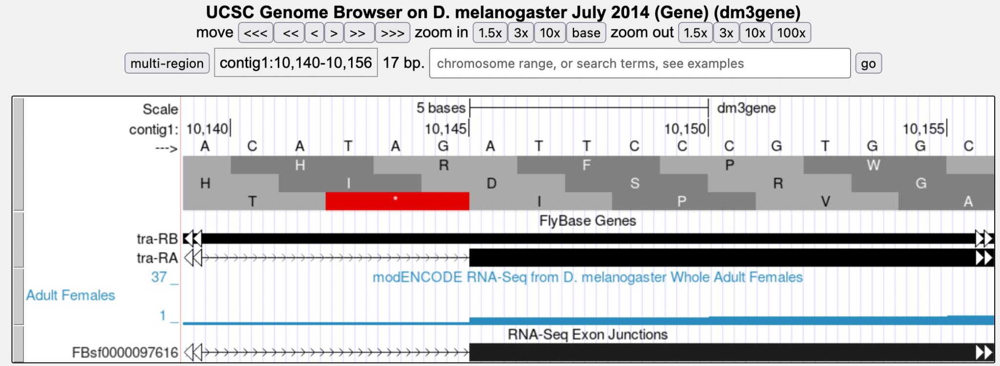 UCSC Genome Browser on D. melanogaster July 2014 (Gene) (dm3gene)
move <<< << < > >> >>> zoom in 1.5x 3x 10x base zoom out 1.5x 3x 10x 100x
multi-region contig1:10,140-10,156 17 bp. chromosome range, or search terms, see examples go
Scale 5 bases dm3gene
contig1: 10,140 10,145 10,150 10,155
---> A C A T A G A T T C C C G T G G C
H R F P W
H I D S R G
T * I P V A
FlyBase Genes
tra-RB
tra-RA
37 _ modENCODE RNA-Seq from D. melanogaster Whole Adult Females
Adult Females
1 _
RNA-Seq Exon Junctions
FBsf0000097616